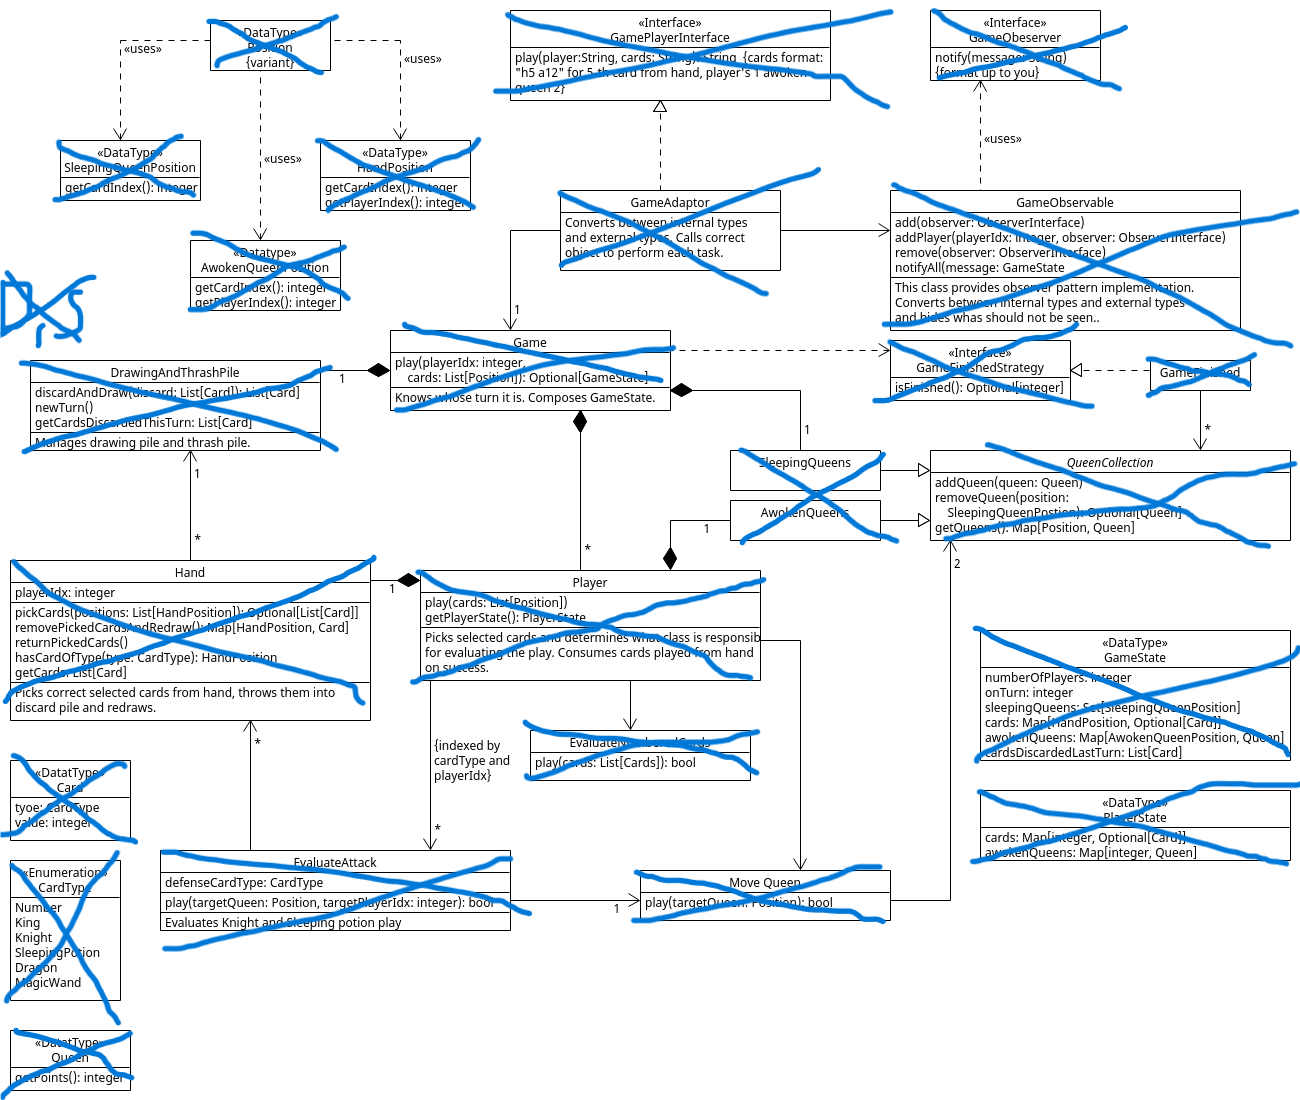 «DataType»
Position
{variant}
«uses»
«uses»
«uses»
«DataType»
SleepingQueenPosition
getCardIndex(): integer
«DataType»
HandPosition
getCardIndex(): integer
getPlayerIndex(): integer
«Datatype»
AwokenQueenPosition
getCardIndex(): integer
getPlayerIndex(): integer
«Interface»
GamePlayerInterface
play(player:String, cards: String): String {cards format:
"h5 a12" for 5-th card from hand, player's 1 awoken
queen 2}
«Interface»
GameObeserver
notify(message: String)
{format up to you}
«uses»
GameAdaptor
Converts between internal types
and external types. Calls correct
object to perform each task.
GameObservable
add(observer: ObserverInterface)
addPlayer(playerIdx: integer, observer: ObserverInterface)
remove(observer: ObserverInterface)
notifyAll(message: GameState
This class provides observer pattern implementation.
Converts between internal types and external types
and hides whas should not be seen..
1
Game
play(playerIdx: integer,
cards: List[Position]): Optional[GameState]
Knows whose turn it is. Composes GameState.
«Interface»
GameFinishedStrategy
isFinished(): Optional[integer]
GameFinished
*
DrawingAndThrashPile
discardAndDraw(discard: List[Card]): List[Card]
newTurn()
getCardsDiscardedThisTurn: List[Card]
Manages drawing pile and thrash pile.
1
1
SleepingQueens
AwokenQueens
QueenCollection
addQueen(queen: Queen)
removeQueen(position:
SleepingQueenPostion): Optional[Queen]
getQueens(): Map[Position, Queen]
1
*
*
1
2
Hand
playerIdx: integer
pickCards(positions: List[HandPosition]): Optional[List[Card]]
removePickedCardsAndRedraw(): Map[HandPosition, Card]
returnPickedCards()
hasCardOfType(type: CardType): HandPosition
getCards: List[Card]
Picks correct selected cards from hand, throws them into
discard pile and redraws.
1
Player
play(cards: List[Position])
getPlayerState(): PlayerState
Picks selected cards and determines what class is responsib
for evaluating the play. Consumes cards played from hand
on success.
«DataType»
GameState
numberOfPlayers: integer
onTurn: integer
sleepingQueens: Set[SleepingQueenPosition]
cards: Map[HandPosition, Optional[Card]]
awokenQueens: Map[AwokenQueenPosition, Queen]
cardsDiscardedLastTurn: List[Card]
*
{indexed by
cardType and
playerIdx}
*
EvaluateNumberedCards
play(cards: List[Cards]): bool
«DatatType»
Card
tyoe: CardType
value: integer
«DataType»
PlayerState
cards: Map[integer, Optional[Card]]
awokenQueens: Map[integer, Queen]
«Enumeration»
CardType
Number
King
Knight
SleepingPotion
Dragon
MagicWand
EvaluateAttack
defenseCardType: CardType
play(targetQueen: Position, targetPlayerIdx: integer): bool
Evaluates Knight and Sleeping potion play
1
Move Queen
play(targetQueen: Position): bool
«DatatType»
Queen
getPoints(): integer